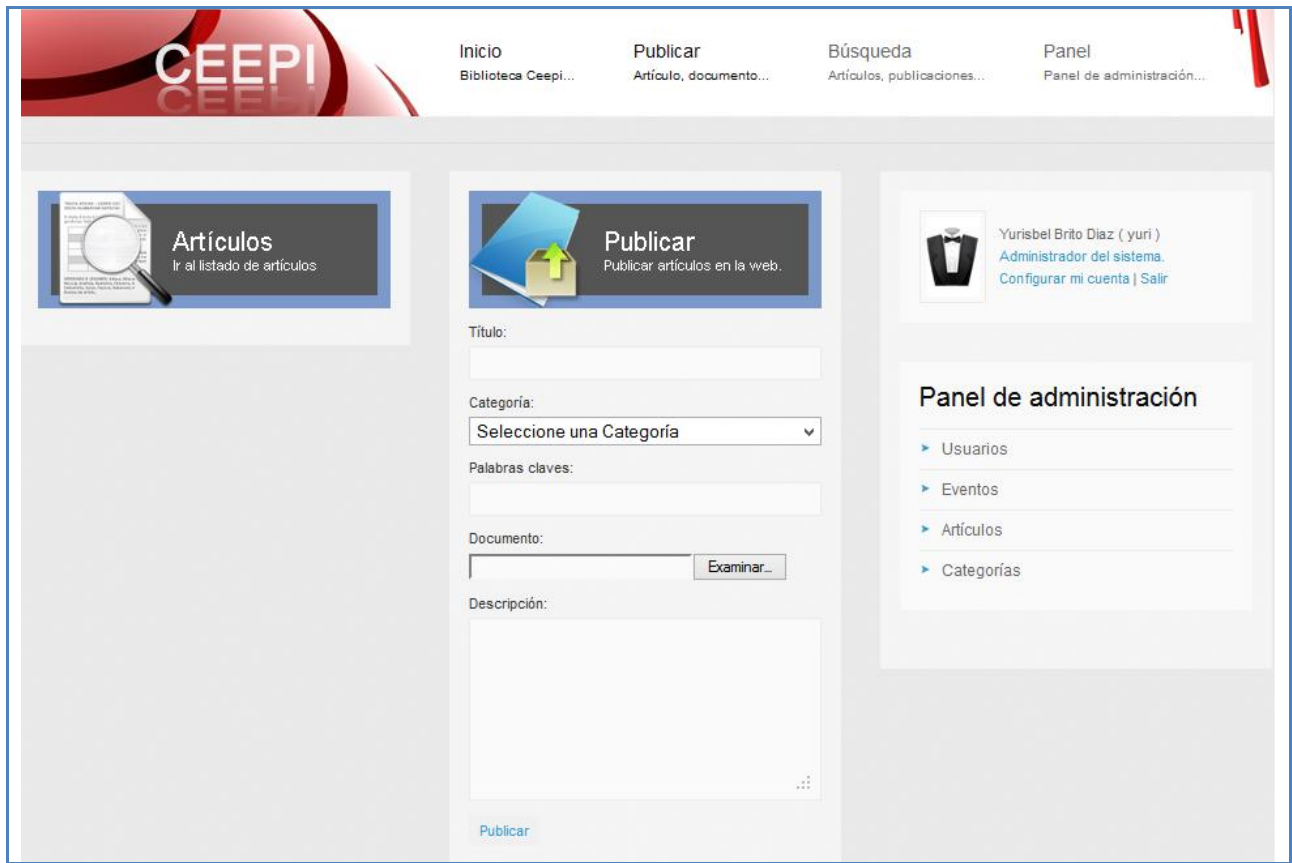 CEEPI
Inicio
Biblioteca Ceepi...
Publicar
Artículo, documento...
Búsqueda
Artículos, publicaciones...
Panel
Panel de administración...
Artículos
Ir al listado de artículos
Publicar
Publicar artículos en la web.
Título:
Categoría:
Seleccione una Categoría
Palabras claves:
Documento:
Examinar...
Descripción:
Publicar
Yurisbel Brito Diaz ( yuri )
Administrador del sistema.
Configurar mi cuenta | Salir
Panel de administración
Usuarios
Eventos
Artículos
Categorías